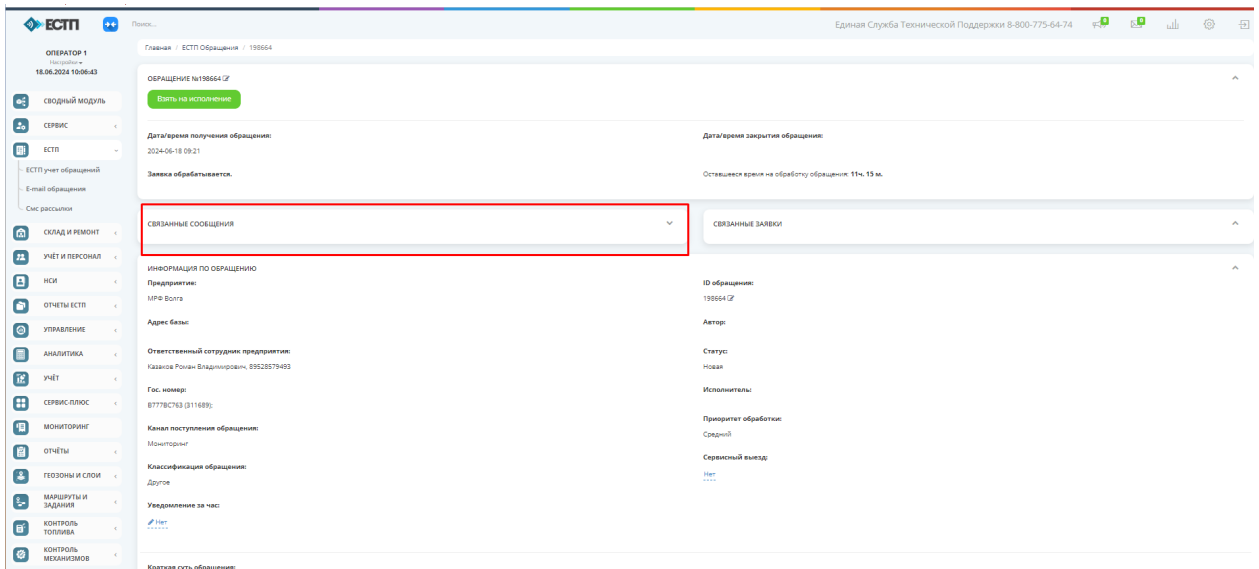 ЕСТП
Поиск...
Единая Служба Технической Поддержки 8-800-775-64-74
0
0
ОПЕРАТОР 1
Настройки
18.06.2024 10:06:43
Главная / ЕСТП Обращения / 198664
ОБРАЩЕНИЕ №198664
Взять на исполнение
Дата/время получения обращения:
2024-06-18 09:21
Заявка обрабатывается.
Дата/время закрытия обращения:
Оставшееся время на обработку обращения: 11ч. 15 м.
СВОДНЫЙ МОДУЛЬ
СЕРВИС
ЕСТП
ЕСТП учет обращений
E-mail обращения
Смс рассылки
СКЛАД И РЕМОНТ
УЧЁТ И ПЕРСОНАЛ
НСИ
ОТЧЕТЫ ЕСТП
УПРАВЛЕНИЕ
АНАЛИТИКА
УЧЁТ
СЕРВИС-ПЛЮС
МОНИТОРИНГ
ОТЧЁТЫ
ГЕОЗОНЫ И СЛОИ
МАРШРУТЫ И
ЗАДАНИЯ
КОНТРОЛЬ
ТОПЛИВА
КОНТРОЛЬ
МЕХАНИЗМОВ
СВЯЗАННЫЕ СООБЩЕНИЯ
СВЯЗАННЫЕ ЗАЯВКИ
ИНФОРМАЦИЯ ПО ОБРАЩЕНИЮ
Предприятие:
МРФ Волга
Адрес базы:
Ответственный сотрудник предприятия:
Казаков Роман Владимирович, 89528579493
Гос. номер:
В777ВС763 (311689);
Канал поступления обращения:
Мониторинг
Классификация обращения:
Другое
Уведомление за час:
Нет
ID обращения:
198664
Автор:
Статус:
Новая
Исполнитель:
Приоритет обработки:
Средний
Сервисный выезд:
Нет
Краткая суть обращения: